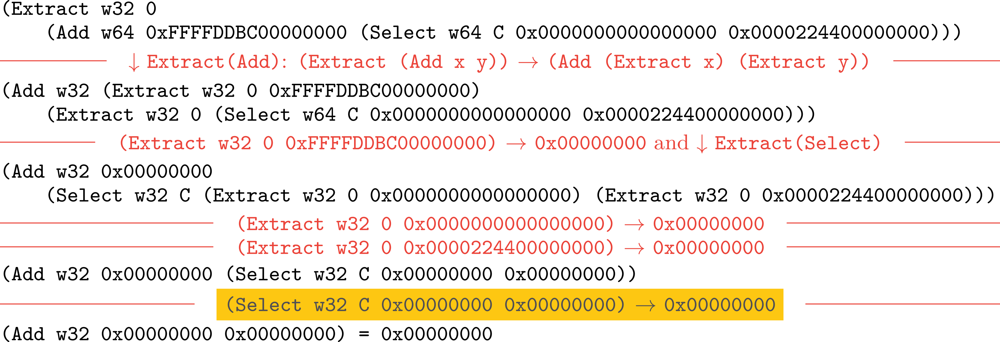 (Extract w32 0
(Add w64 0xFFFFDDBC00000000 (Select w64 C 0x0000000000000000 0x0000224400000000)))
↓ Extract(Add): (Extract (Add x y)) → (Add (Extract x) (Extract y))
(Add w32 (Extract w32 0 0xFFFFDDBC00000000)
(Extract w32 0 (Select w64 C 0x0000000000000000 0x0000224400000000)))
(Extract w32 0 0xFFFFDDBC00000000) → 0x00000000 and ↓ Extract(Select)
(Add w32 0x00000000
(Select w32 C (Extract w32 0 0x0000000000000000) (Extract w32 0 0x0000224400000000)))
(Extract w32 0 0x0000000000000000) → 0x00000000
(Extract w32 0 0x0000224400000000) → 0x00000000
(Add w32 0x00000000 (Select w32 C 0x00000000 0x00000000))
(Select w32 C 0x00000000 0x00000000) → 0x00000000
(Add w32 0x00000000 0x00000000) = 0x00000000